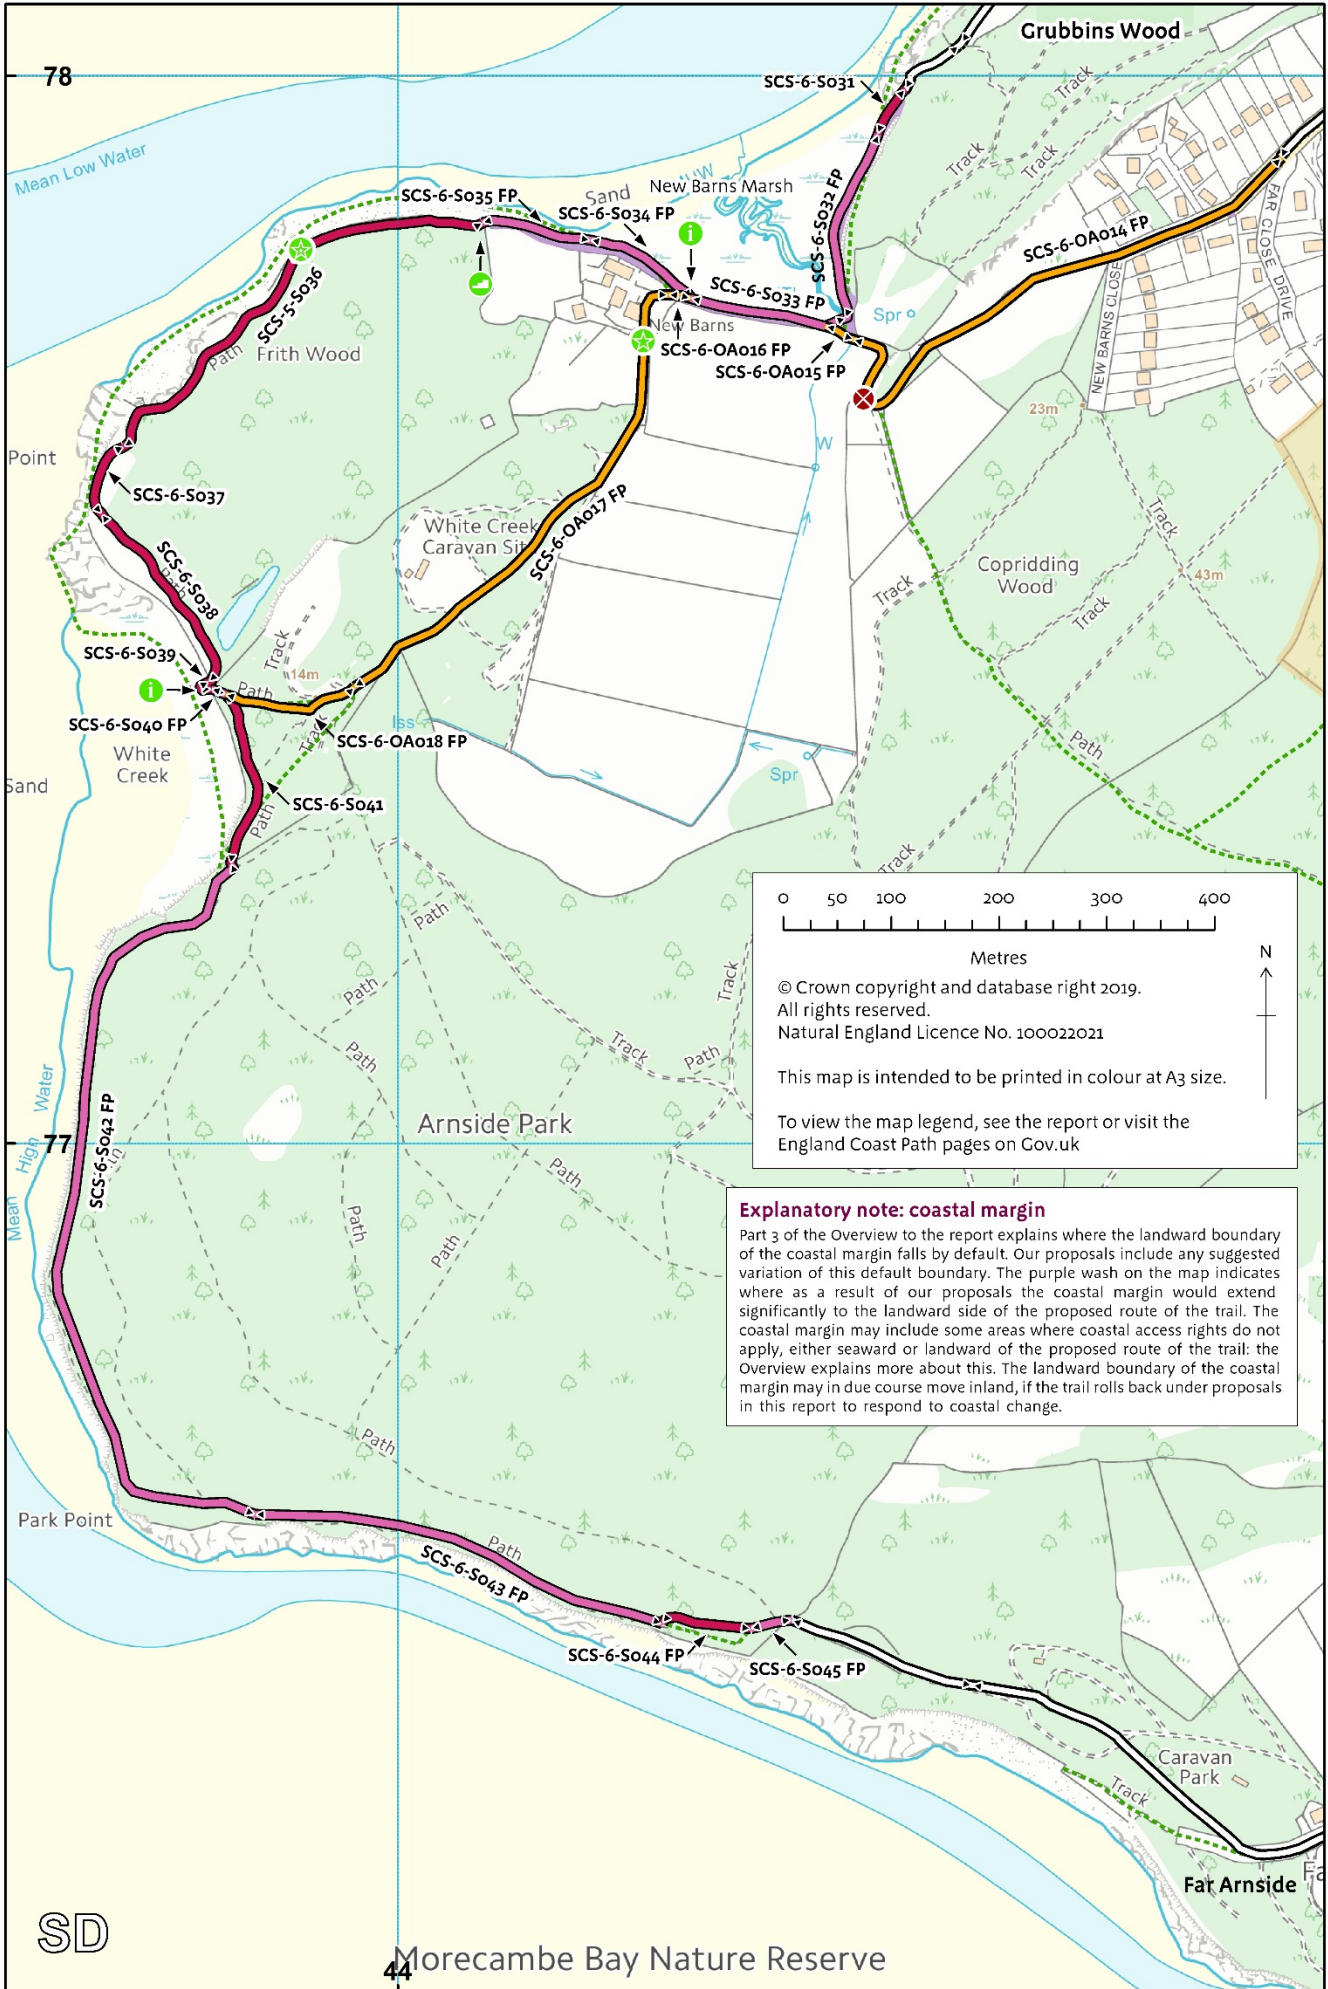 Grubbins Wood
78
SCS-6-S031
Track
Track
Track
Mean Low Water
SCS-6-S035 FP
Sand
New Barns Marsh
SCS-6-S034 FP
SCS-6-S032 FP
FAR CLOSE DRIVE
SCS-6-OA014 FP
SCS-5-S036
SCS-6-S033 FP
Spr
New Barns
NEW BARNS CLOSE
Path
Frith Wood
SCS-6-OA016 FP
SCS-6-OA015 FP
23m
Point
W
SCS-6-S037
White Creek
Caravan Sit
SCS-6-OA017 FP
Track
SCS-6-S038
Path
Copridding
Wood
43m
Track
Track
SCS-6-S039
Track
14m
Path
SCS-6-S040 FP
Iss
Track
SCS-6-OA018 FP
Path
White
Creek
Spr
Sand
SCS-6-S041
Path
Track
0 50 100 200 300 400
Metres
N
© Crown copyright and database right 2019.
All rights reserved.
Natural England Licence No. 100022021
This map is intended to be printed in colour at A3 size.
To view the map legend, see the report or visit the
England Coast Path pages on Gov.uk
Path
Track
Path
Track
Path
Path
Mean High Water
SCS-6-S042 FP
Arnside Park
77
Path
Path
Path
Explanatory note: coastal margin
Part 3 of the Overview to the report explains where the landward boundary
of the coastal margin falls by default. Our proposals include any suggested
variation of this default boundary. The purple wash on the map indicates
where as a result of our proposals the coastal margin would extend
significantly to the landward side of the proposed route of the trail. The
coastal margin may include some areas where coastal access rights do not
apply, either seaward or landward of the proposed route of the trail: the
Overview explains more about this. The landward boundary of the coastal
margin may in due course move inland, if the trail rolls back under proposals
in this report to respond to coastal change.
Path
Park Point
Path
SCS-6-S043 FP
SCS-6-S044 FP
SCS-6-S045 FP
Caravan
Park
Track
Far Arnside
Fa
SD
Morecambe Bay Nature Reserve
44